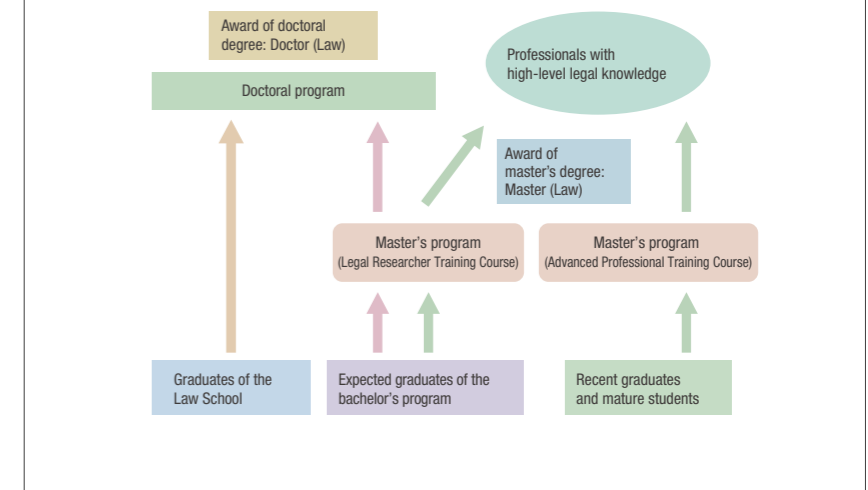 Award of doctoral
degree: Doctor (Law)
Professionals with
high-level legal knowledge
Doctoral program
Award of
master's degree:
Master (Law)
Master's program
(Legal Researcher Training Course)
Master's program
(Advanced Professional Training Course)
Graduates of the
Law School
Expected graduates of the
bachelor's program
Recent graduates
and mature students